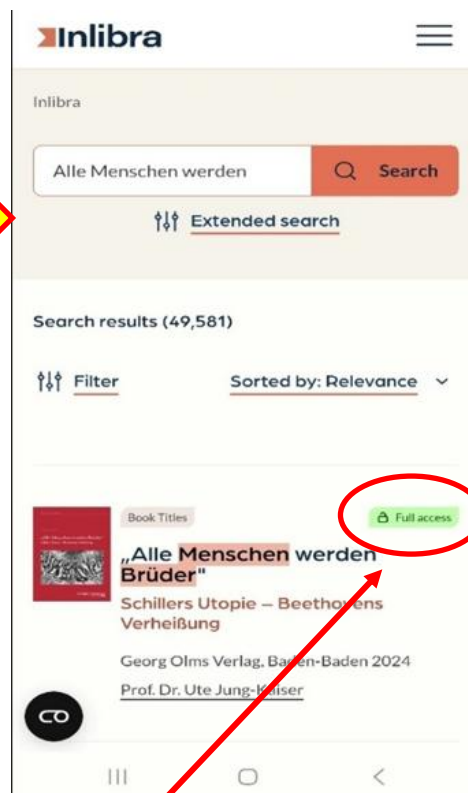 Inlibra
Inlibra
Alle Menschen werden
Search
Extended search
Search results (49,581)
Filter
Sorted by: Relevance
Book Titles
Full access
„Alle Menschen werden
Brüder"
Schillers Utopie – Beethovens
Verheißung
Georg Olms Verlag, Baden-Baden 2024
Prof. Dr. Ute Jung-Kaiser